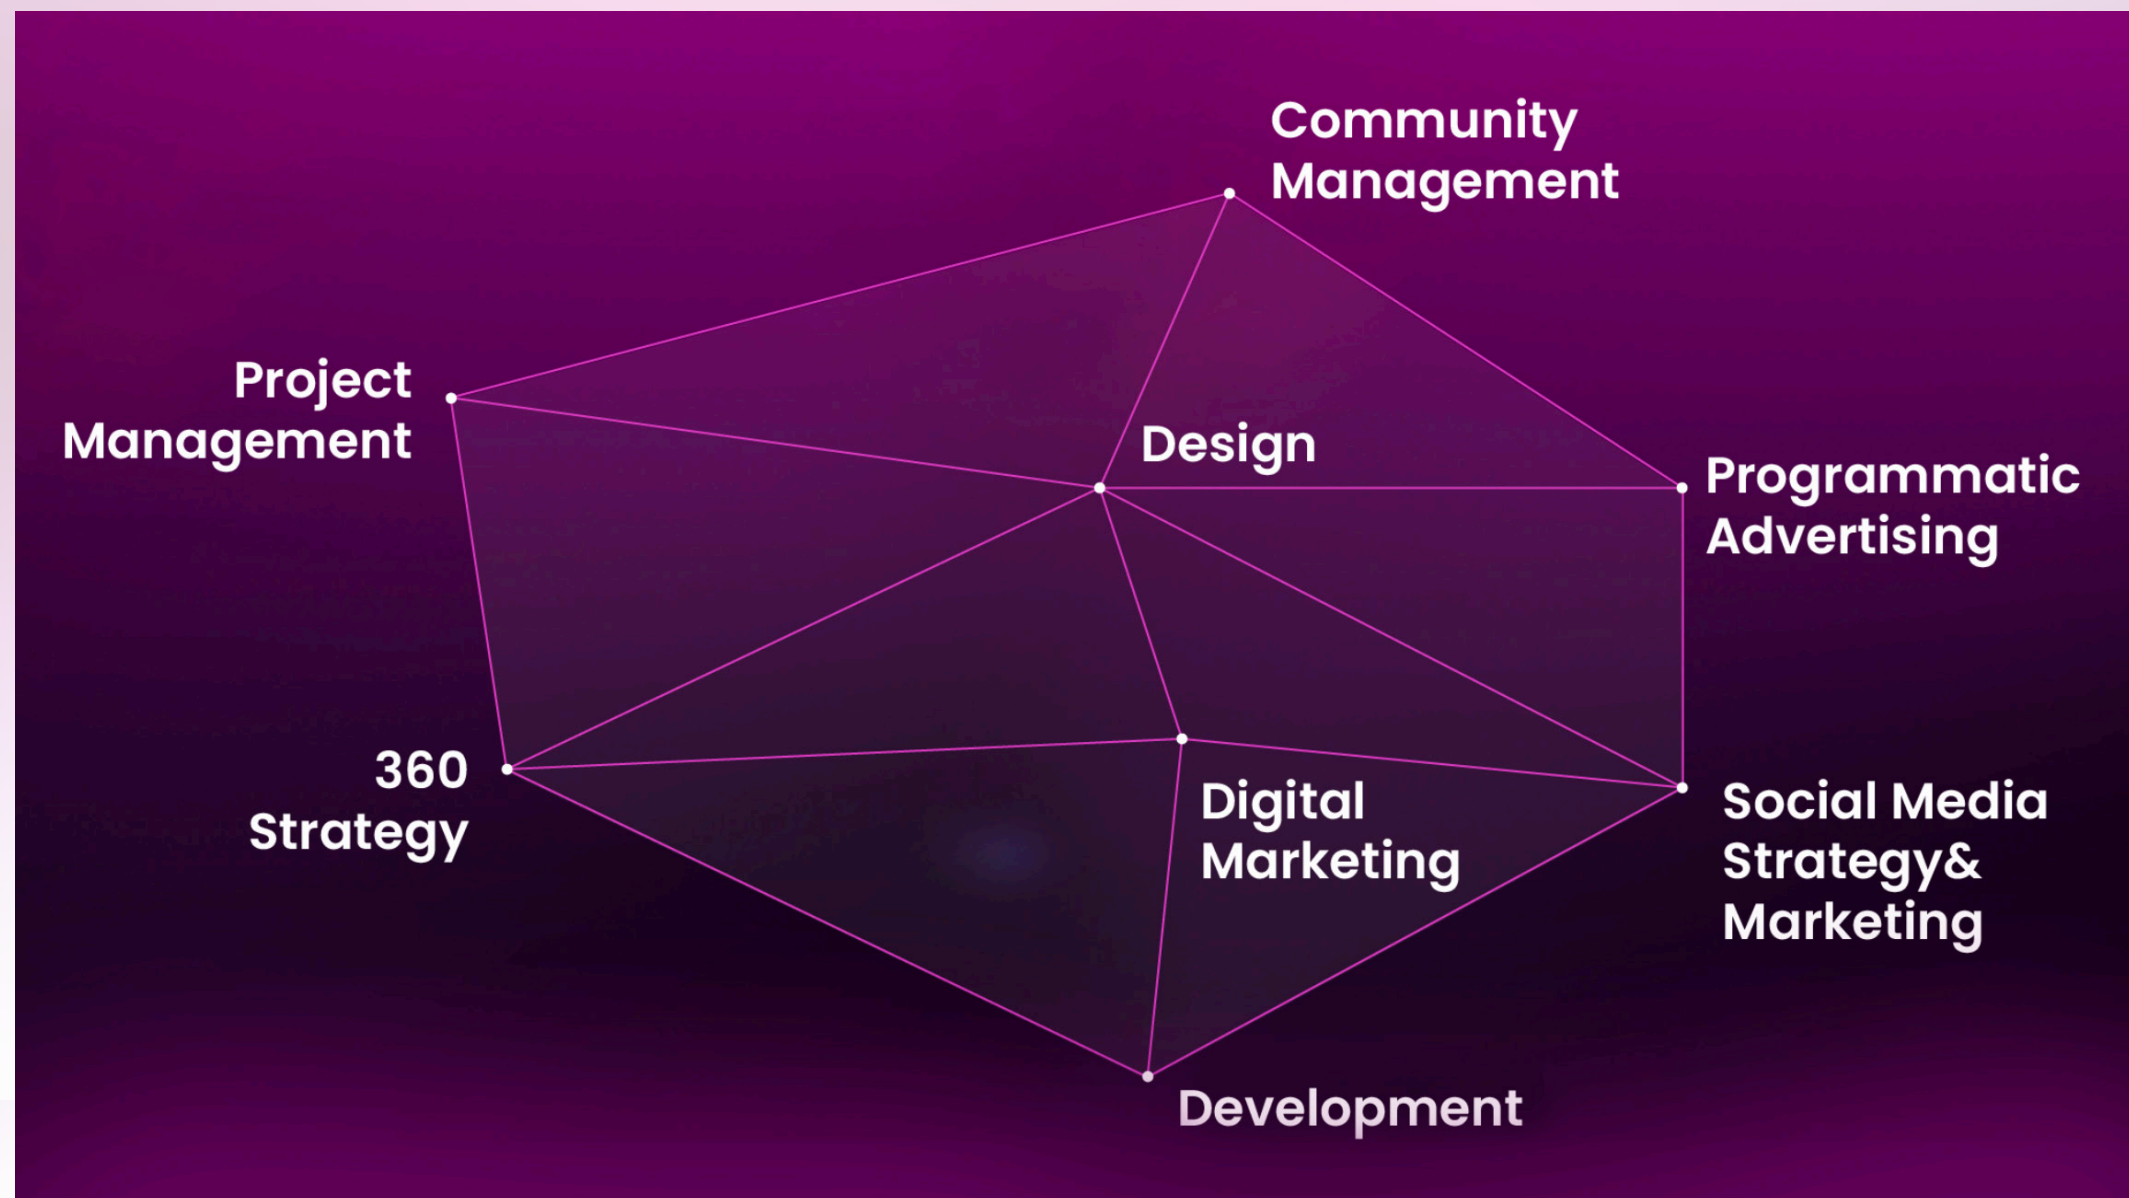 Community
Management
Project
Management
Design
Programmatic
Advertising
360
Strategy
Digital
Marketing
Social Media
Strategy&
Marketing
Development